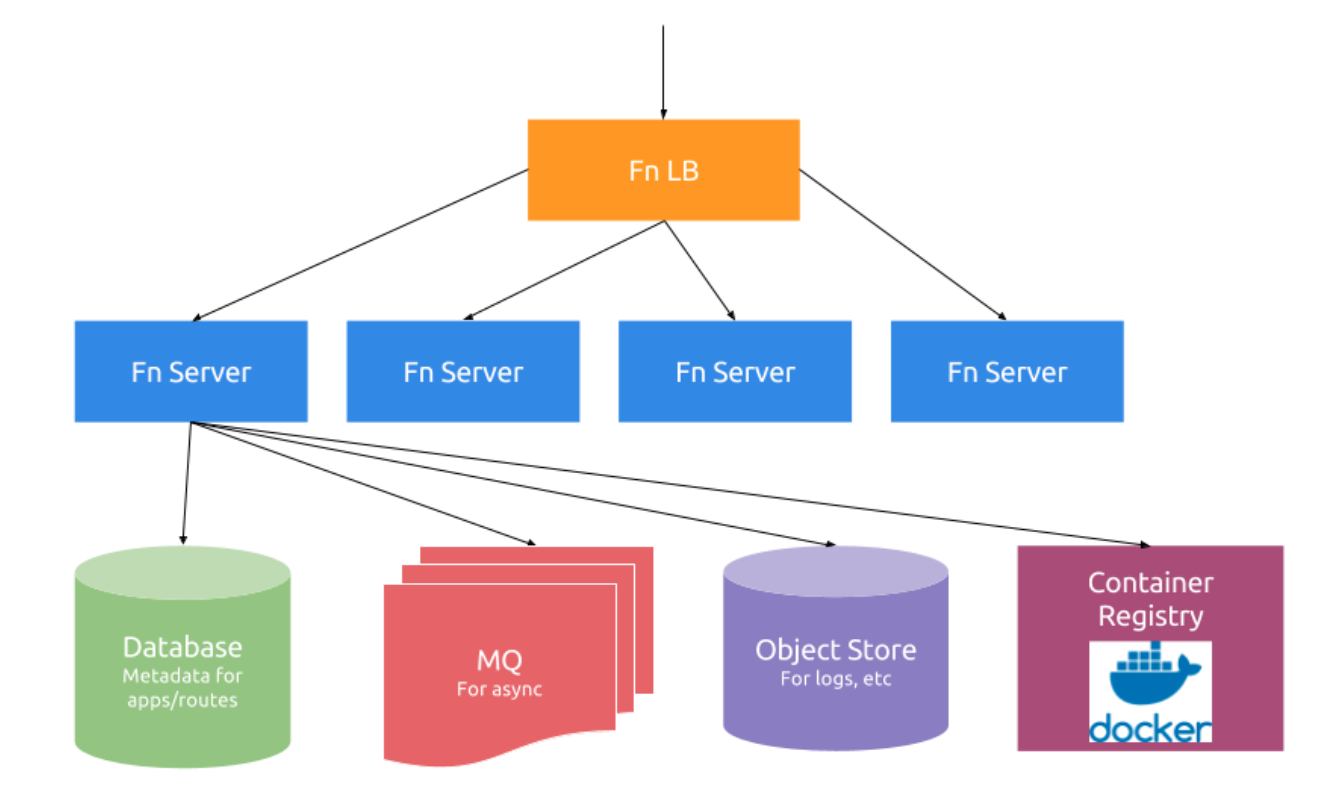 Fn LB
Fn Server
Fn Server
Fn Server
Fn Server
Database
Metadata for
apps/routes
MQ
For async
Object Store
For logs, etc
Container
Registry
docker